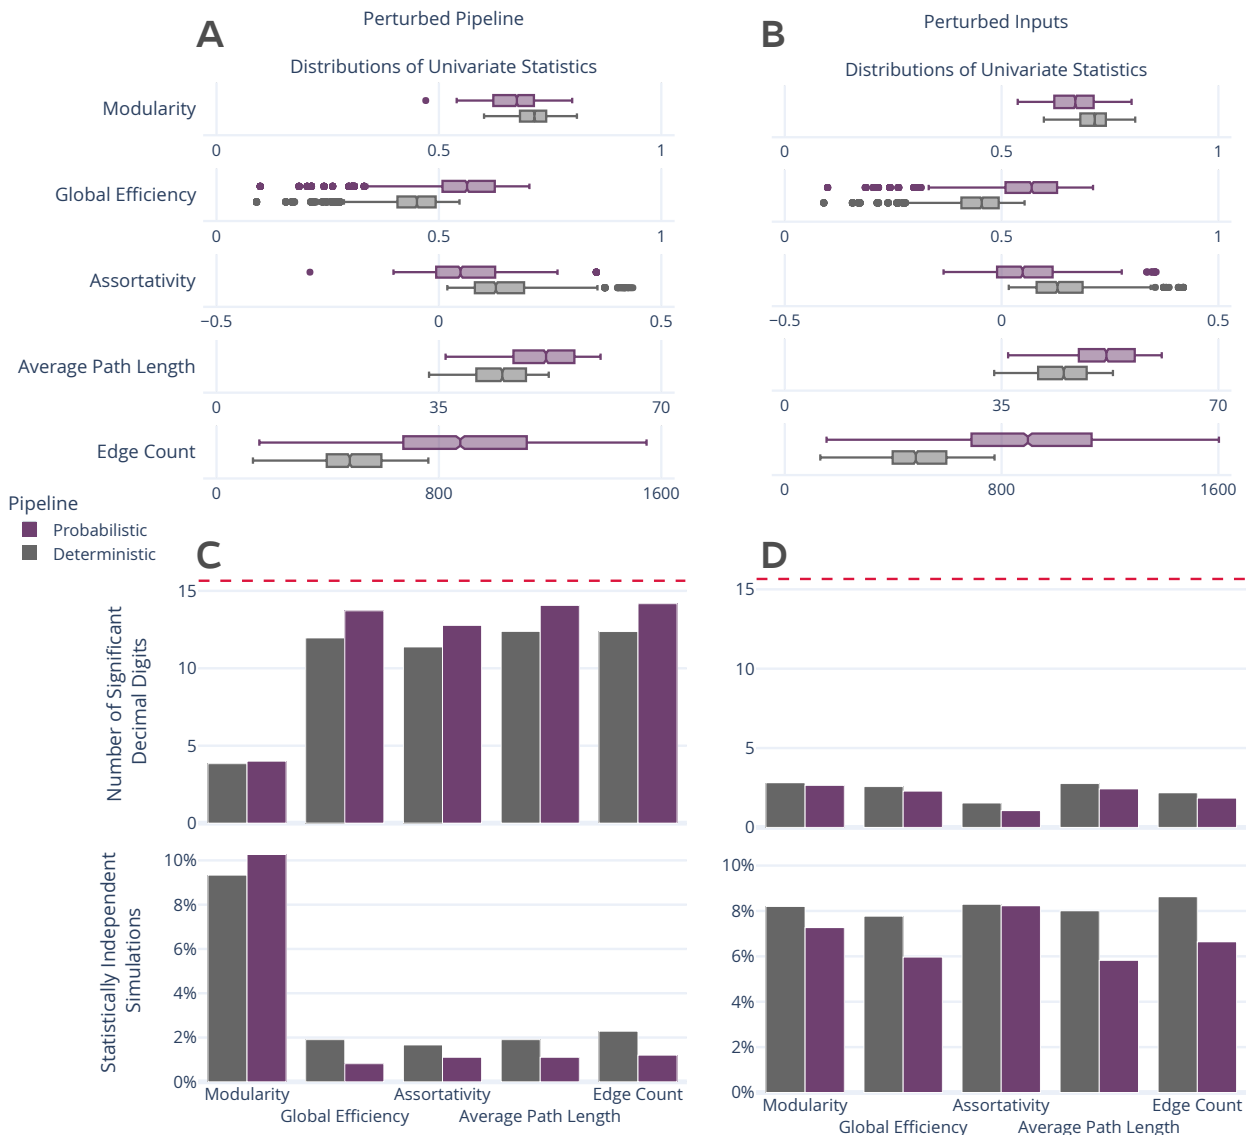 A
Perturbed Pipeline
Distributions of Univariate Statistics
Modularity
0 0.5 1
Global Efficiency
0 0.5 1
Assortativity
−0.5 0 0.5
Average Path Length
0 35 70
Edge Count
0 800 1600
B
Perturbed Inputs
Distributions of Univariate Statistics
0 0.5 1
0 0.5 1
−0.5 0 0.5
0 35 70
0 800 1600
Pipeline
Probabilistic
Deterministic
C
Number of Significant
Decimal Digits
15
10
5
0
Statistically Independent
Simulations
10%
8%
6%
4%
2%
0%
Modularity
Global Efficiency
Assortativity
Average Path Length
Edge Count
D
15
10
5
0
10%
8%
6%
4%
2%
0%
Modularity
Global Efficiency
Assortativity
Average Path Length
Edge Count